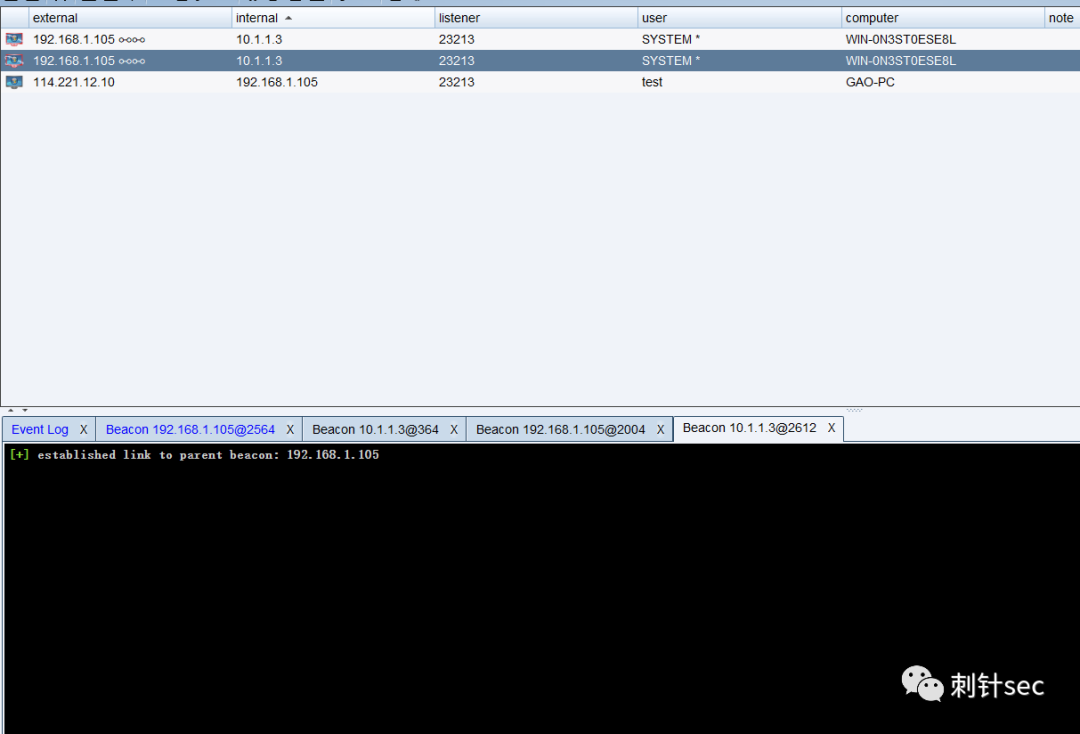 external internal listener user computer note
192.168.1.105 10.1.1.3 23213 SYSTEM * WIN-0N3ST0ESE8L
192.168.1.105 10.1.1.3 23213 SYSTEM * WIN-0N3ST0ESE8L
114.221.12.10 192.168.1.105 23213 test GAO-PC
Event Log X Beacon 192.168.1.105@2564 X Beacon 10.1.1.3@364 X Beacon 192.168.1.105@2004 X Beacon 10.1.1.3@2612 X
[+] established link to parent beacon: 192.168.1.105
刺针sec